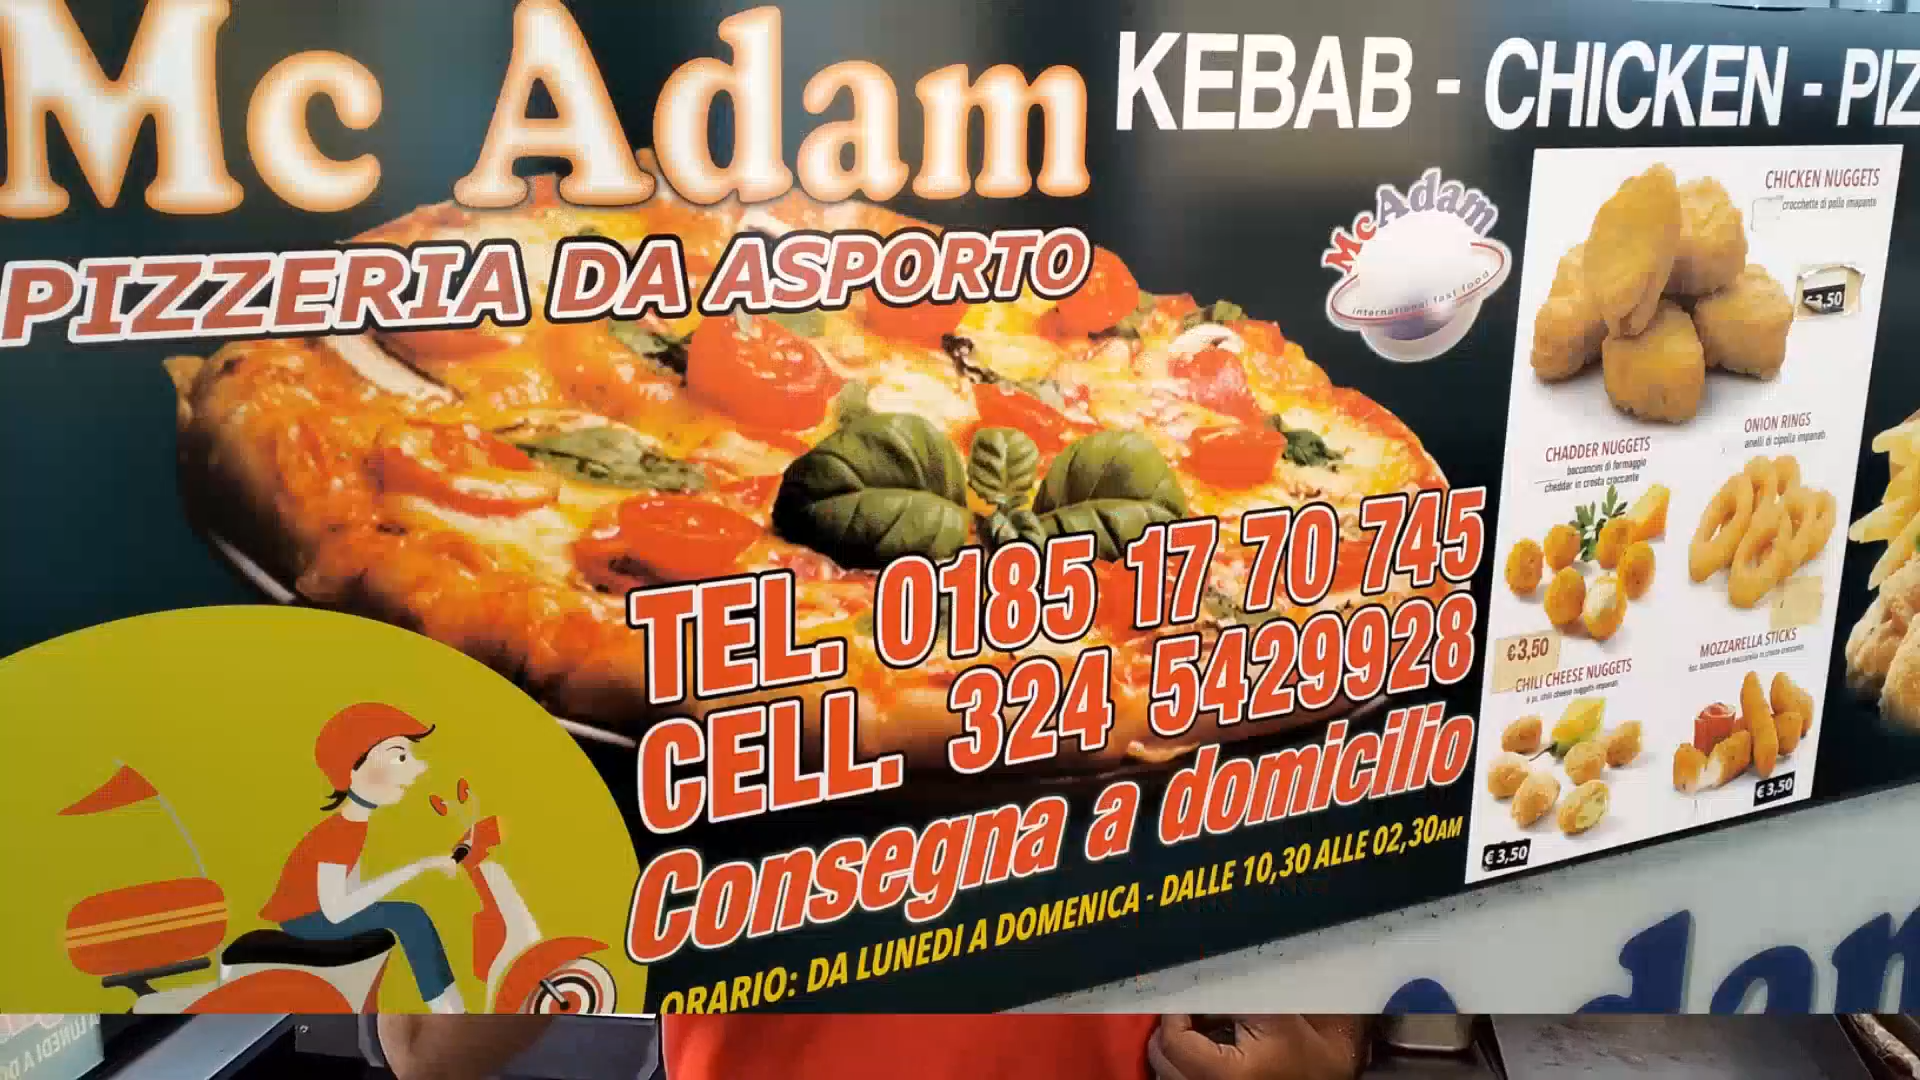 Mc Adam
PIZZERIA DA ASPORTO
TEL. 0185 17 70 745
CELL. 324 5429928
Consegna a domicilio
ORARIO: DA LUNEDI A DOMENICA - DALLE 10,30 ALLE 02,30AM
KEBAB - CHICKEN - PIZ
McAdam
international fast food
CHICKEN NUGGETS
crocchette di pollo impanate
€ 3,50
CHADDER NUGGETS
bocconcini di formaggio
cheddar in crosta croccante
€ 3,50
ONION RINGS
anelli di cipolla impanati
CHILI CHEESE NUGGETS
€ 3,50
MOZZARELLA STICKS
€ 3,50
dam